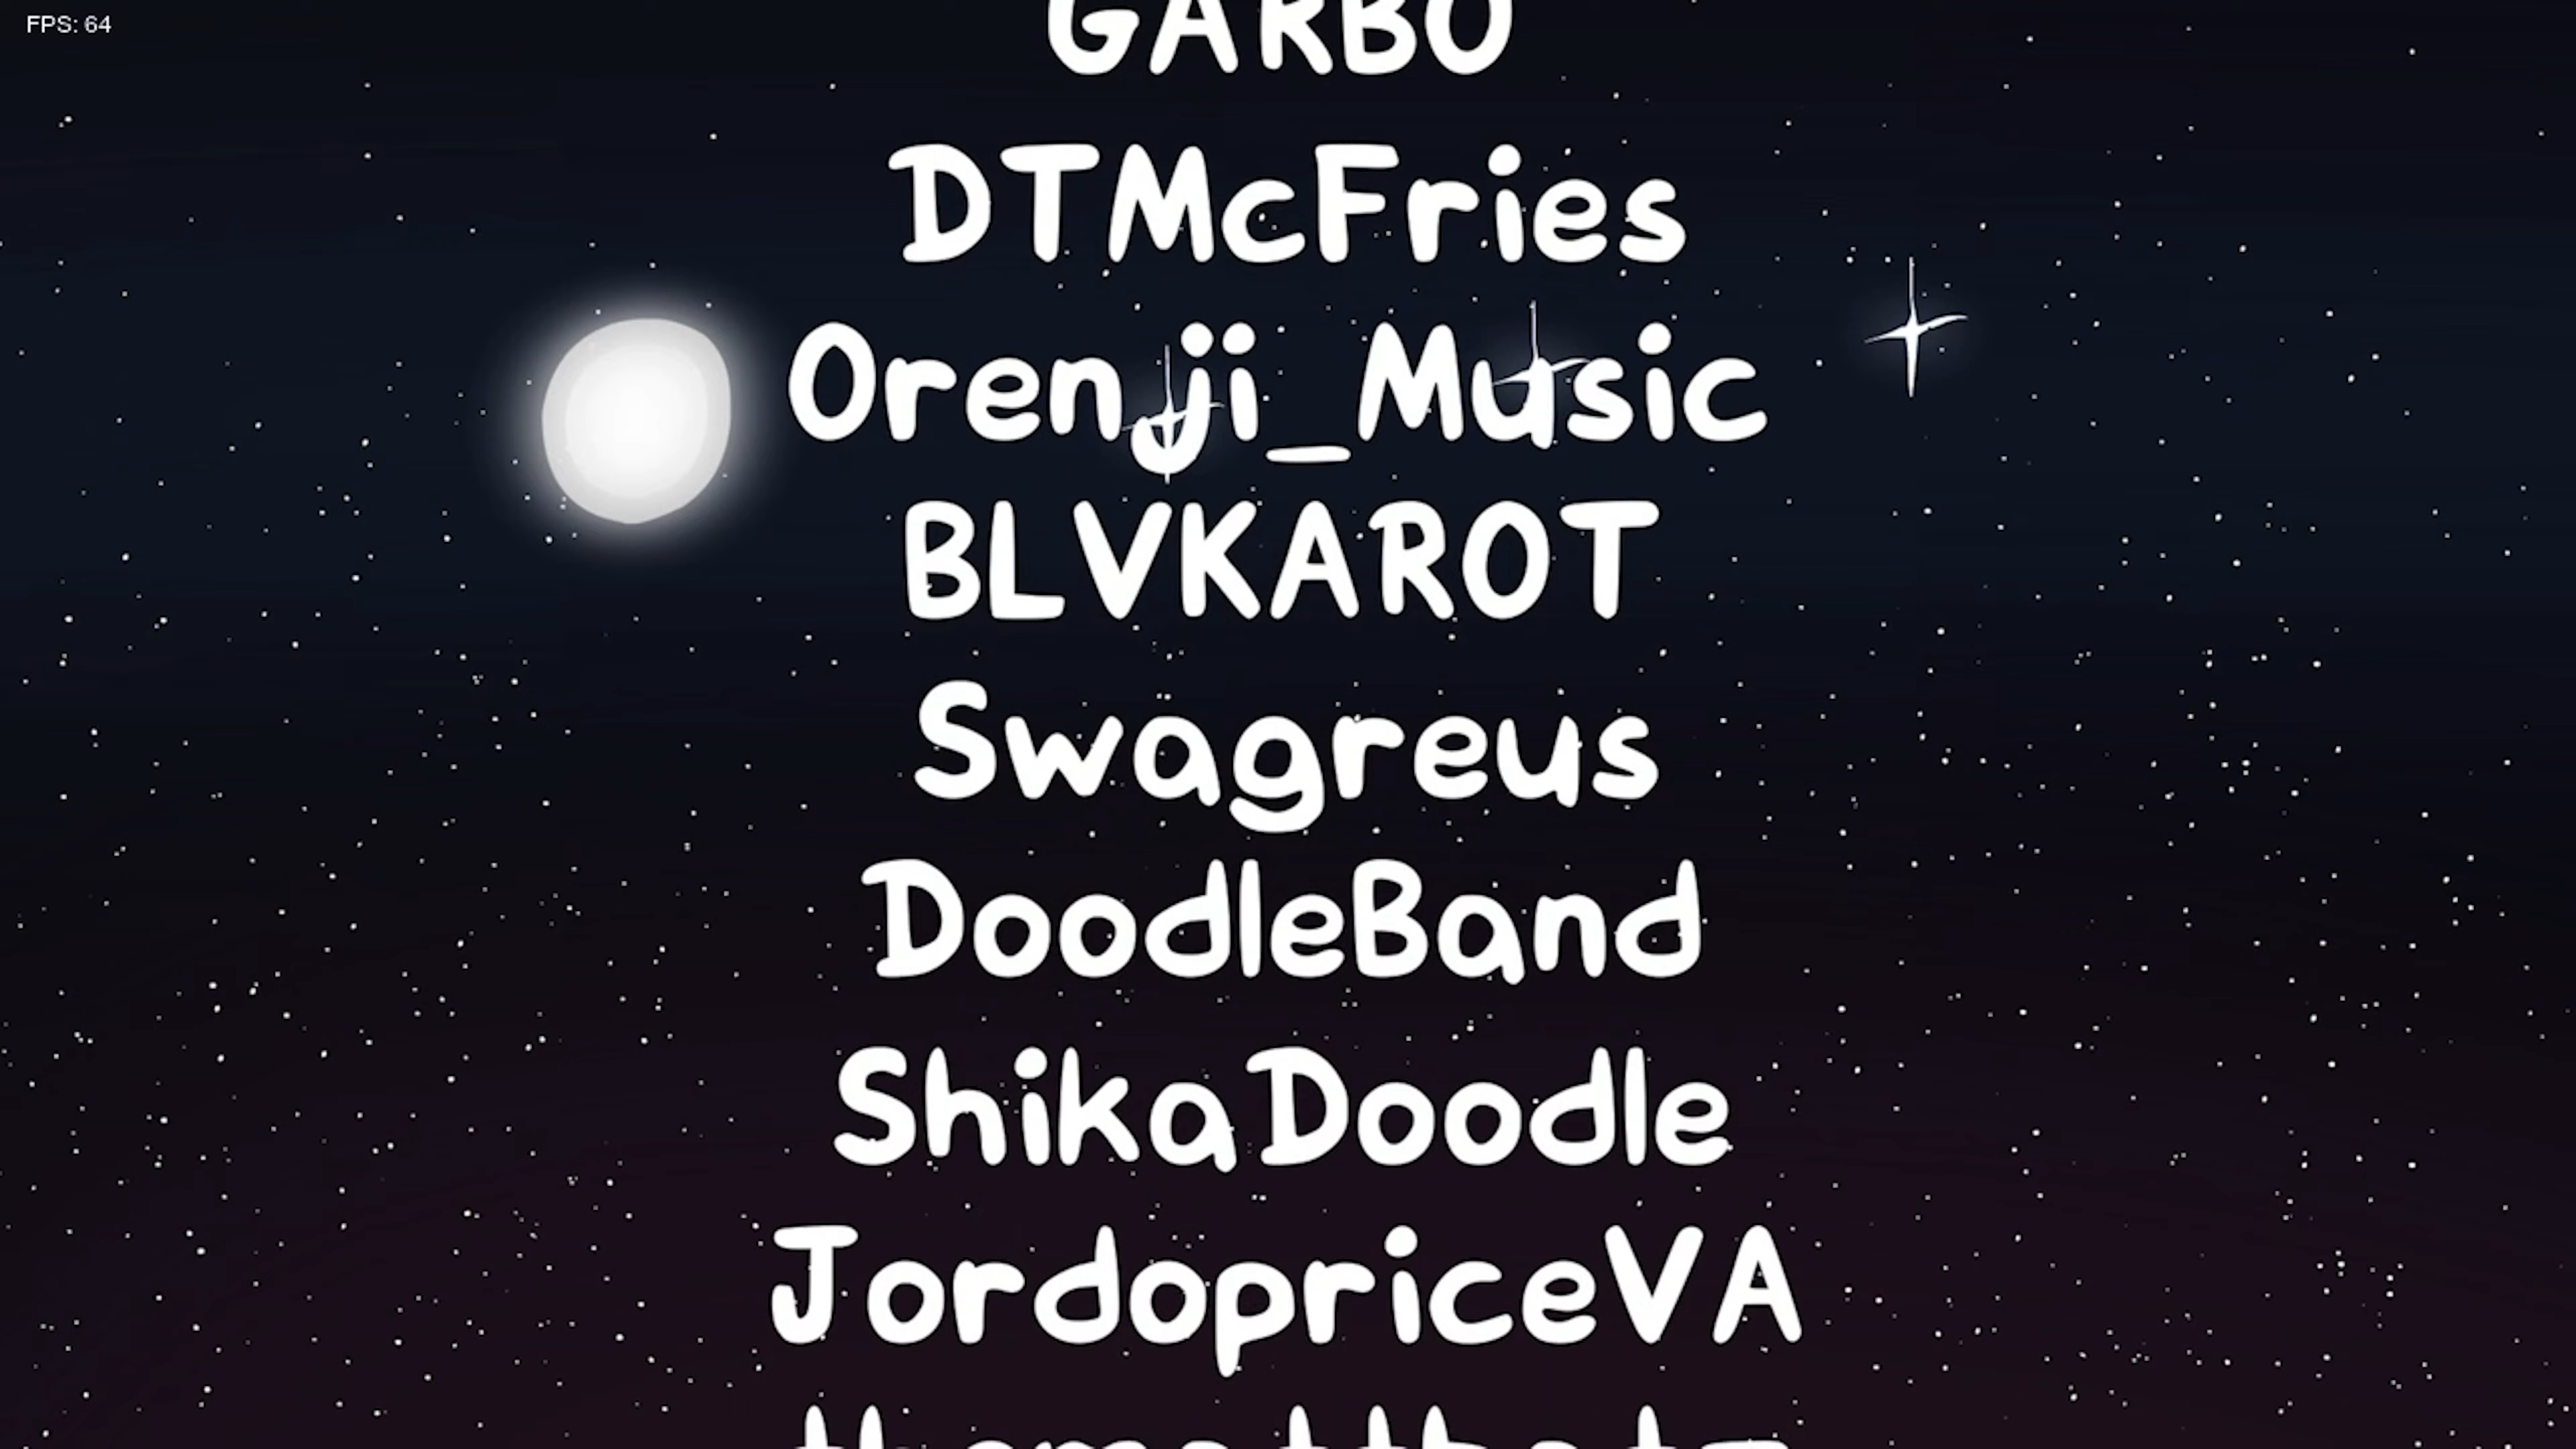 FPS: 64
GARBO
DTMcFries
Orenji_Music
BLVKAROT
Swagreus
DoodleBand
ShikaDoodle
JordopriceVA